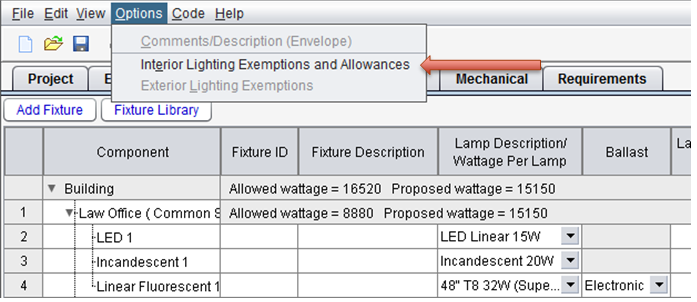 File Edit View Options Code Help
Comments/Description (Envelope)
Interior Lighting Exemptions and Allowances
Exterior Lighting Exemptions
Project E Mechanical Requirements
Add Fixture Fixture Library
Component Fixture ID Fixture Description Lamp Description/ Wattage Per Lamp Ballast La
Building Allowed wattage = 16520 Proposed wattage = 15150
1 Law Office ( Common S Allowed wattage = 8880 Proposed wattage = 15150
2 LED 1 LED Linear 15W
3 Incandescent 1 Incandescent 20W
4 Linear Fluorescent 1 48" T8 32W (Supe... Electronic